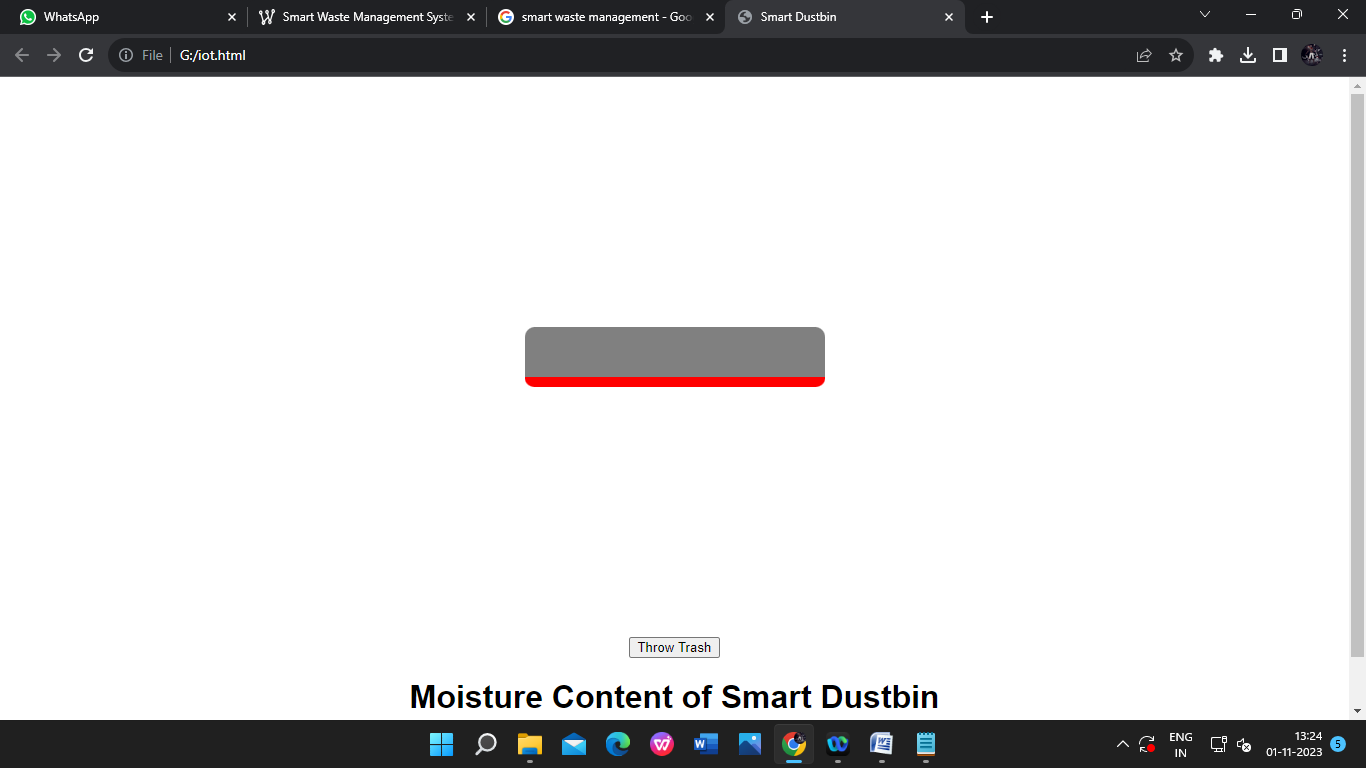 WhatsApp
Smart Waste Management Syste
smart waste management - Goo
Smart Dustbin
File
G:/iot.html
Throw Trash
Moisture Content of Smart Dustbin
ENG
IN
13:24
01-11-2023
5